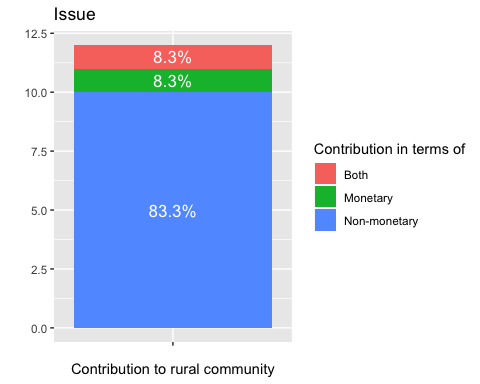 Issue
12.5
10.0
7.5
5.0
2.5
0.0
8.3%
8.3%
83.3%
Contribution to rural community
Contribution in terms of
Both
Monetary
Non-monetary